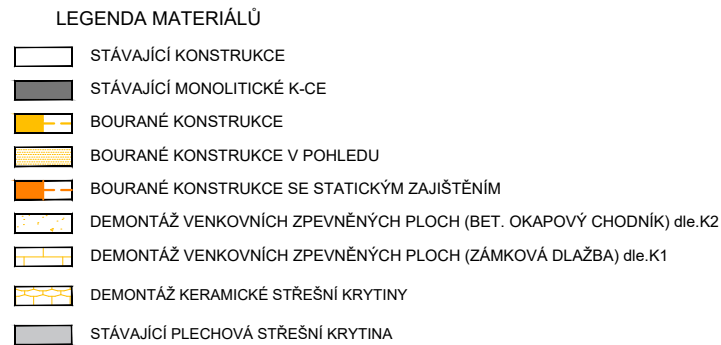 LEGENDA MATERIÁLŮ
STÁVAJÍCÍ KONSTRUKCE
STÁVAJÍCÍ MONOLITICKÉ K-CE
BOURANÉ KONSTRUKCE
BOURANÉ KONSTRUKCE V POHLEDU
BOURANÉ KONSTRUKCE SE STATICKÝM ZAJIŠTĚNÍM
DEMONTÁŽ VENKOVNÍCH ZPEVNĚNÝCH PLOCH (BET. OKAPOVÝ CHODNÍK) dle.K2
DEMONTÁŽ VENKOVNÍCH ZPEVNĚNÝCH PLOCH (ZÁMKOVÁ DLAŽBA) dle.K1
DEMONTÁŽ KERAMICKÉ STŘEŠNÍ KRYTINY
STÁVAJÍCÍ PLECHOVÁ STŘEŠNÍ KRYTINA